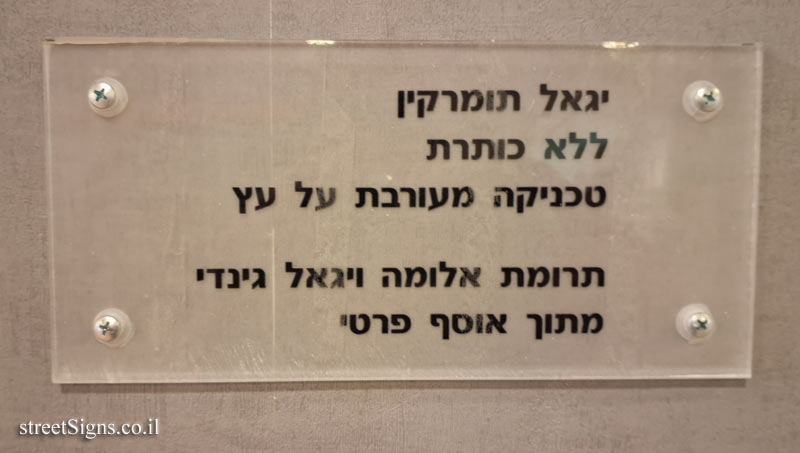 יגאל תומרקין
ללא כותרת
טכניקה מעורבת על עץ
תרומת אלומה ויגאל גינדי
מתוך אוסף פרטי
streetSigns.co.il